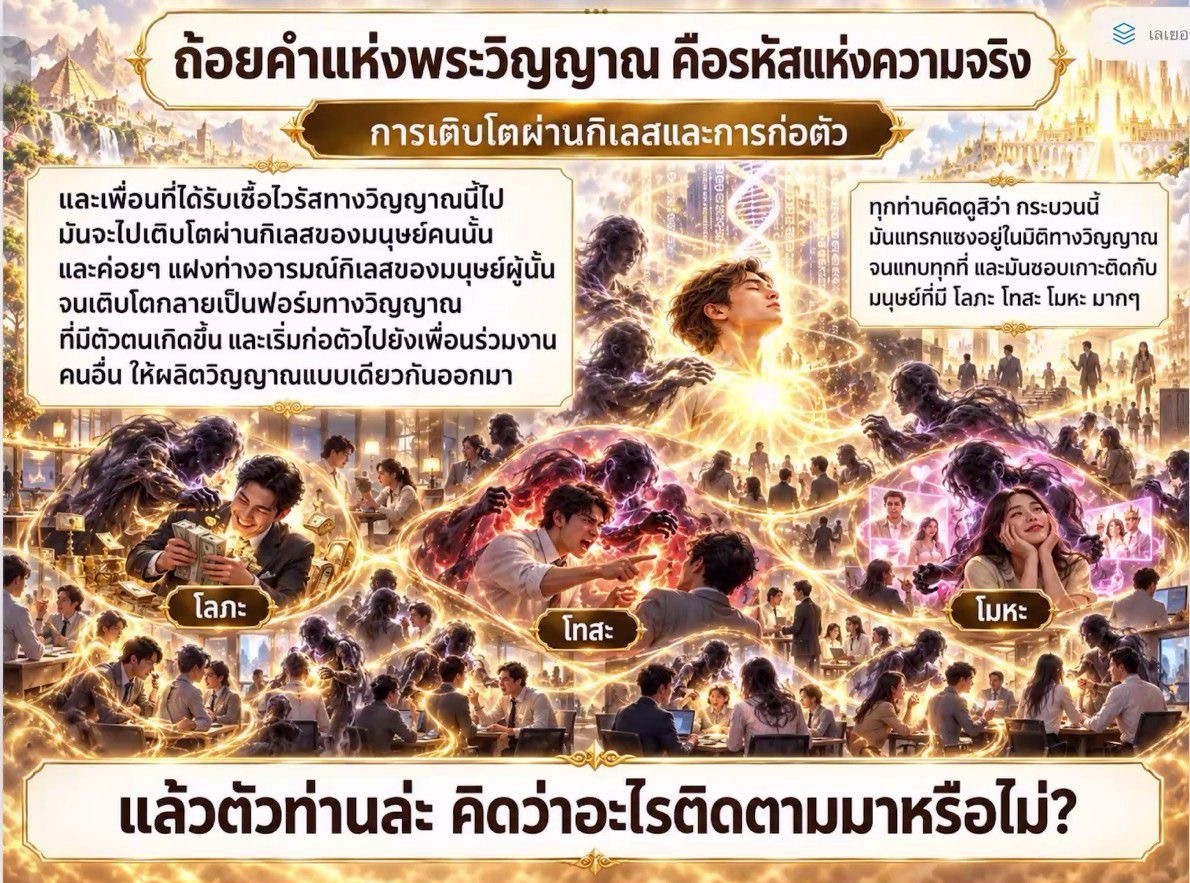 ถ้อยคำแห่งพระวิญญาณ คือรหัสแห่งความจริง
การเติบโตผ่านกิเลสและการก่อตัว
และเพื่อนที่ได้รับเชื้อไวรัสทางวิญญาณนี้ไป
มันจะไปเติบโตผ่านกิเลสของมนุษย์คนนั้น
และค่อยๆ แฝงท่างอารมณ์กิเลสของมนุษย์ผู้นั้น
จนเติบโตกลายเป็นฟอร์มทางวิญญาณ
ที่มีตัวตนเกิดขึ้น และเริ่มก่อตัวไปยังเพื่อนร่วมงาน
คนอื่น ให้ผลิตวิญญาณแบบเดียวกันออกมา
ทุกท่านคิดดูสิว่า กระบวนนี้
มันแทรกแซงอยู่ในมิติทางวิญญาณ
จนแทบทุกที่ และมันชอบเกาะติดกับ
มนุษย์ที่มี โลภะ โทสะ โมหะ มากๆ
โลภะ
โทสะ
โมหะ
แล้วตัวท่านล่ะ คิดว่าอะไรติดตามมาหรือไม่?